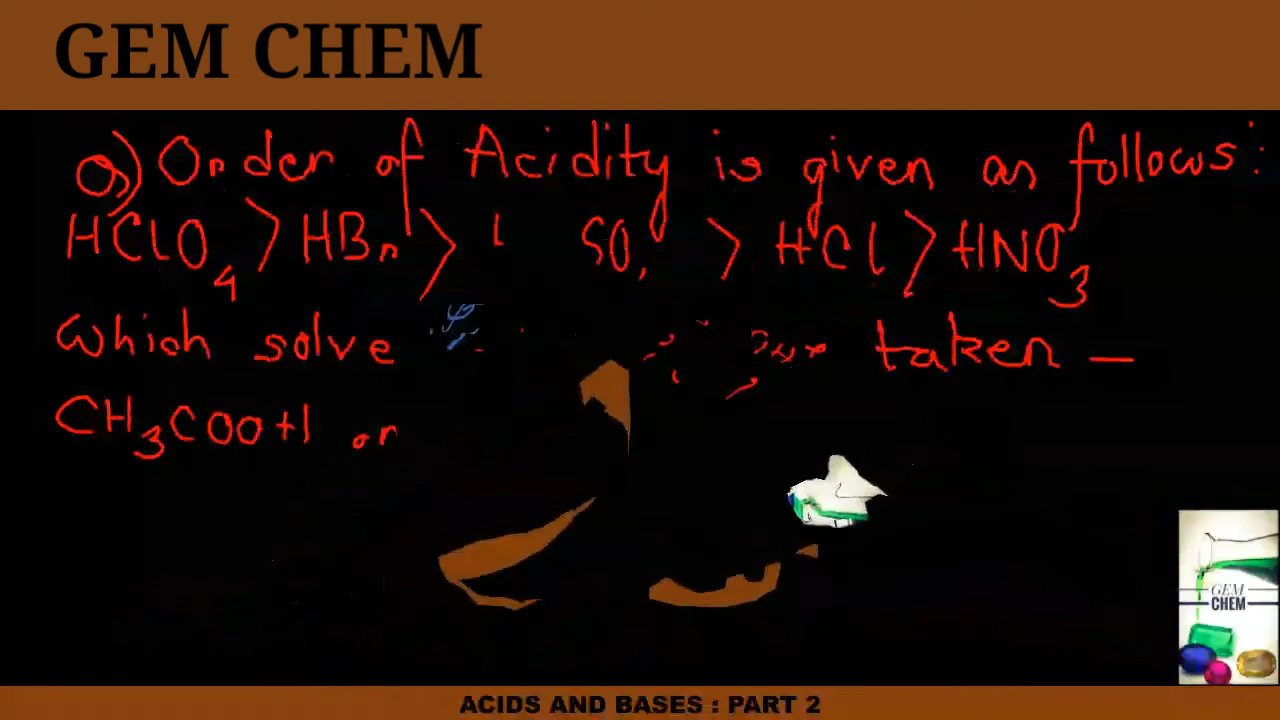 GEM CHEM
Q) Order of Acidity is given as follows:
HClO4 > HBr > SO > HCl > HNO3
Which solve taken —
CH3COOH or
GEM
CHEM
ACIDS AND BASES : PART 2